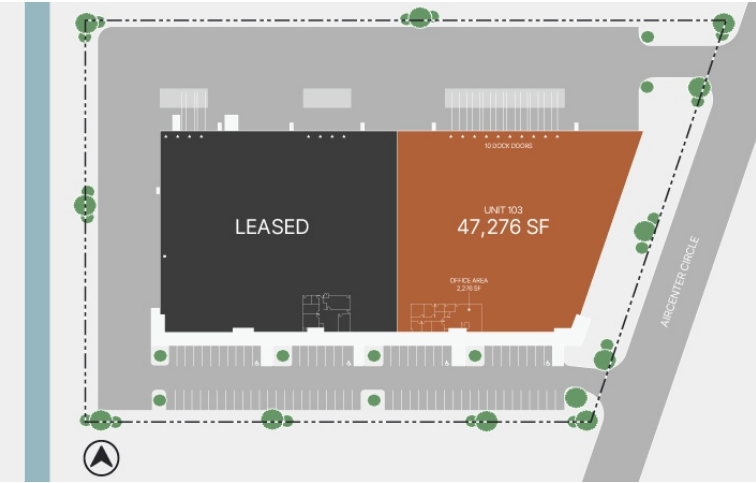 10 DOCK DOORS
UNIT 103
LEASED
47,276 SF
OFFICE AREA
2,276 SF
AIRCENTER CIRCLE